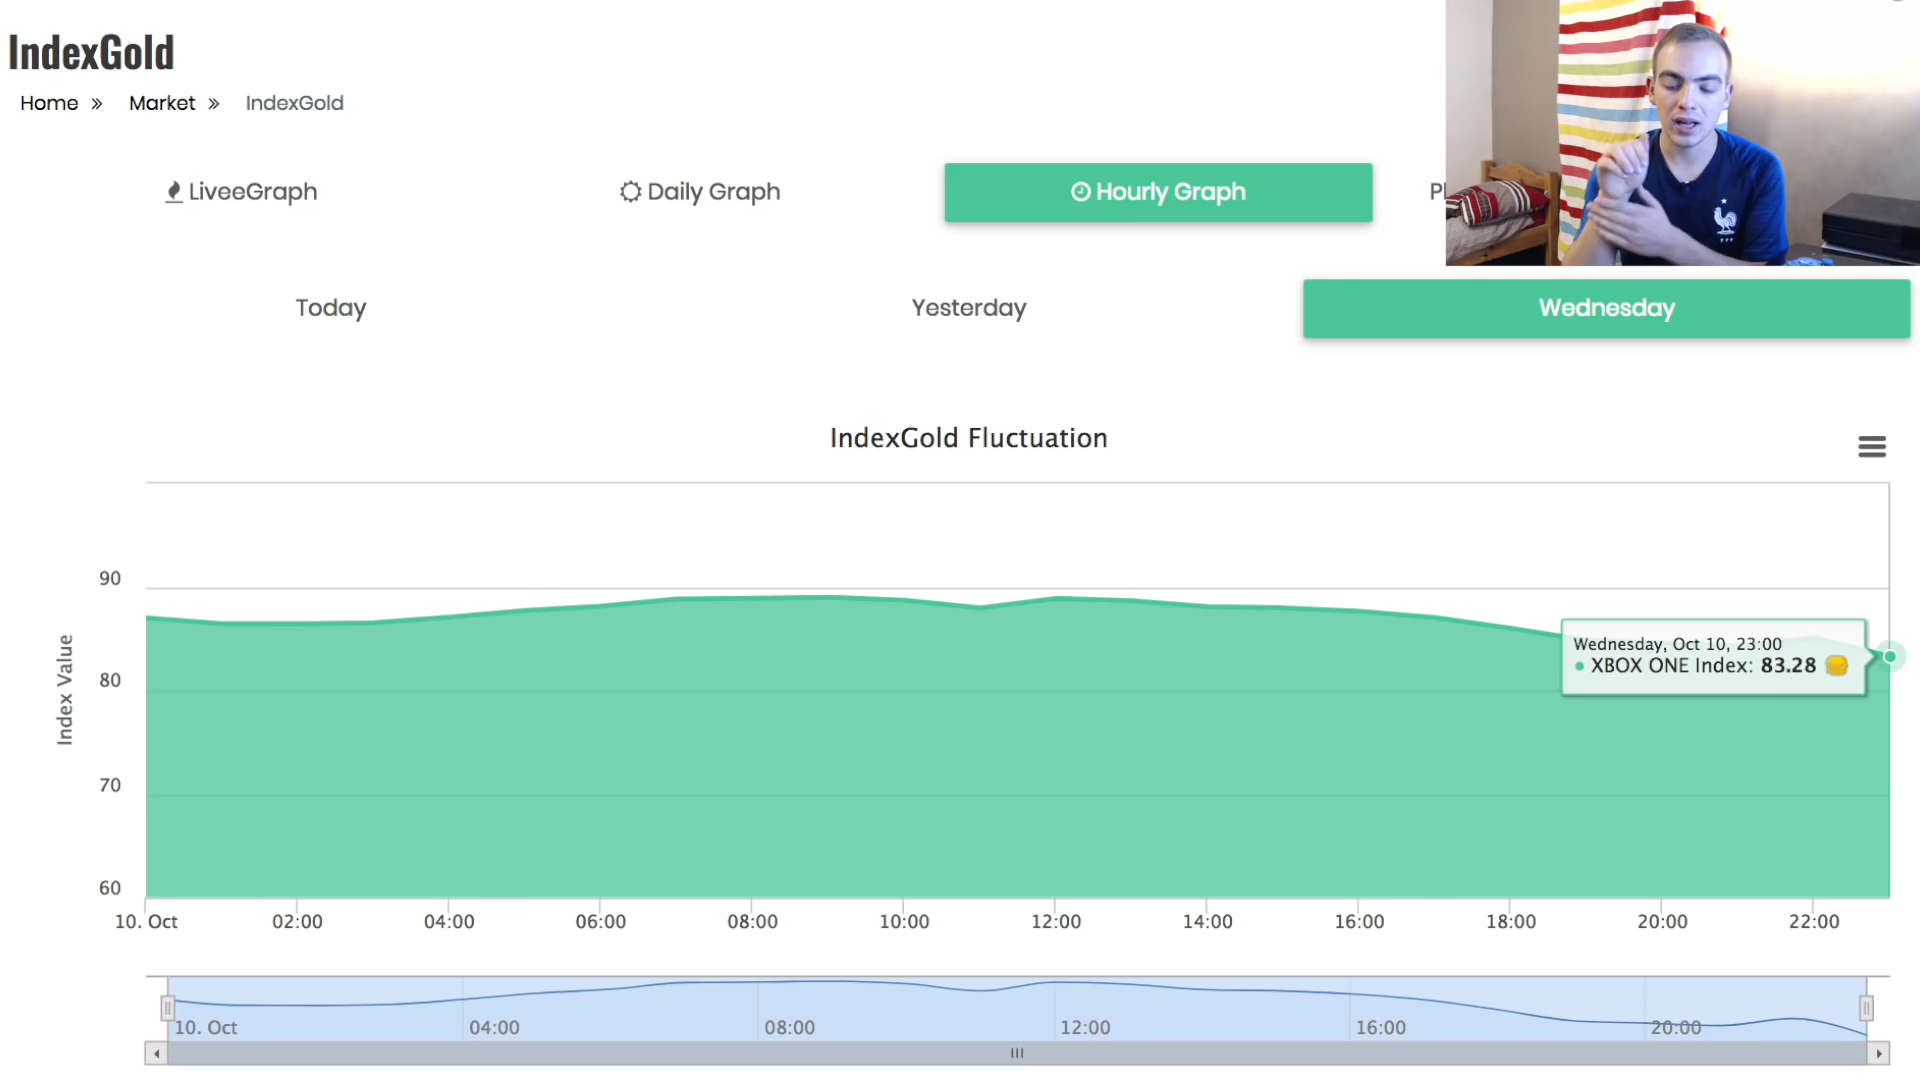 IndexGold
Home » Market » IndexGold
LiveeGraph
Daily Graph
Hourly Graph
Today
Yesterday
Wednesday
IndexGold Fluctuation
Index Value
90
80
70
60
Wednesday, Oct 10, 23:00
XBOX ONE Index: 83.28
10. Oct 02:00 04:00 06:00 08:00 10:00 12:00 14:00 16:00 18:00 20:00 22:00
10. Oct 04:00 08:00 12:00 16:00 20:00